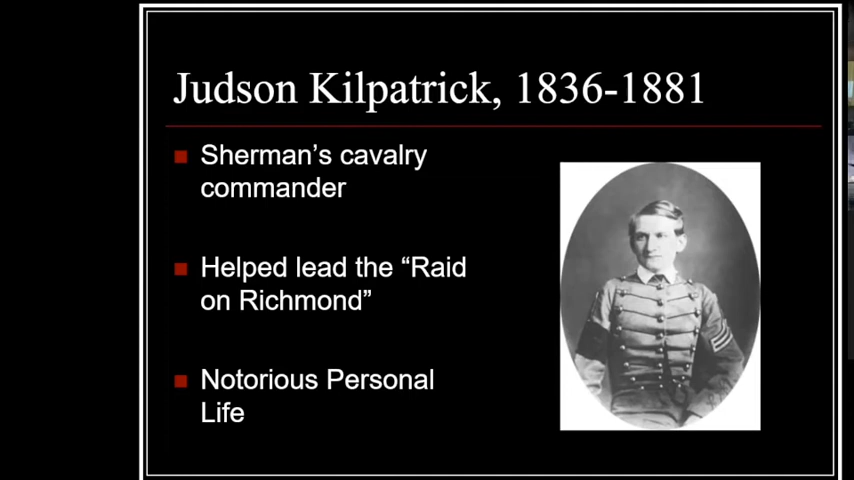 Judson Kilpatrick, 1836-1881
Sherman’s cavalry
commander
Helped lead the “Raid
on Richmond”
Notorious Personal
Life